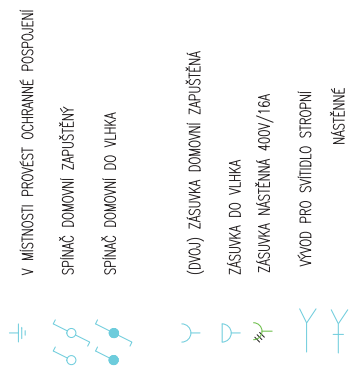 V MÍSTNOSTI PROVÉST OCHRANNÉ POSPOJENÍ
SPÍNAČ DOMOVNÍ ZAPUŠTĚNÝ
SPÍNAČ DOMOVNÍ DO VLHKA
(DVOJ) ZÁSUVKA DOMOVNÍ ZAPUŠTĚNÁ
ZÁSUVKA DO VLHKA
ZÁSUVKA NÁSTĚNNÁ 400V/16A
VÝVOD PRO SVÍTIDLO STROPNÍ
NÁSTĚNNÉ